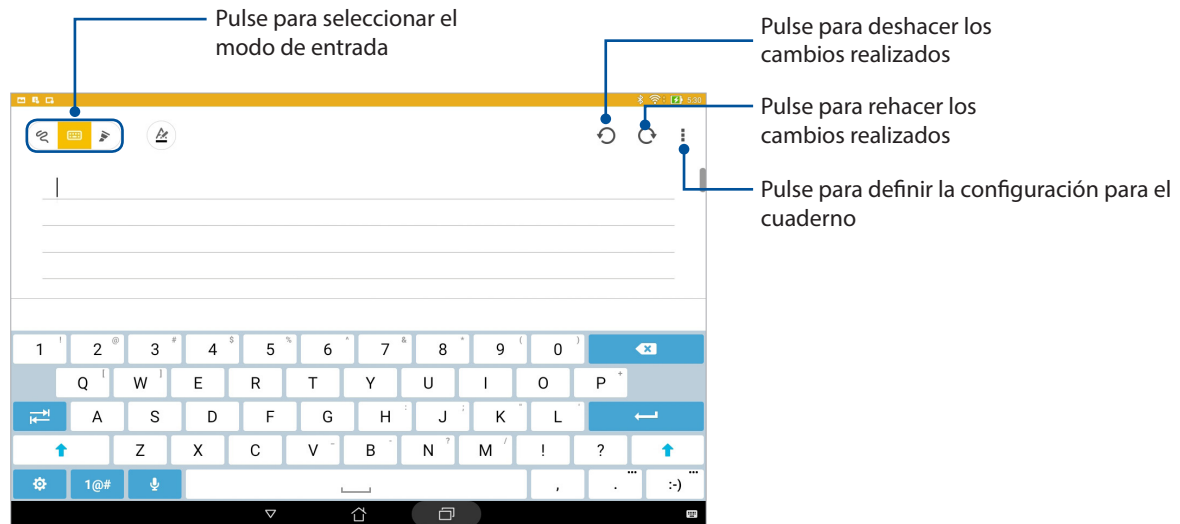 Pulse para seleccionar el
modo de entrada
Pulse para deshacer los
cambios realizados
Pulse para rehacer los
cambios realizados
Pulse para definir la configuración para el
cuaderno
5:30
1 ! 2 @ 3 # 4 $ 5 % 6 ^ 7 & 8 * 9 ( 0 )
Q [ W ] E R T Y U I O P +
A S D F G H : J ; K " L '
Z X C V _ B - N ? M / ! ?
1@# , . ... :-) ...